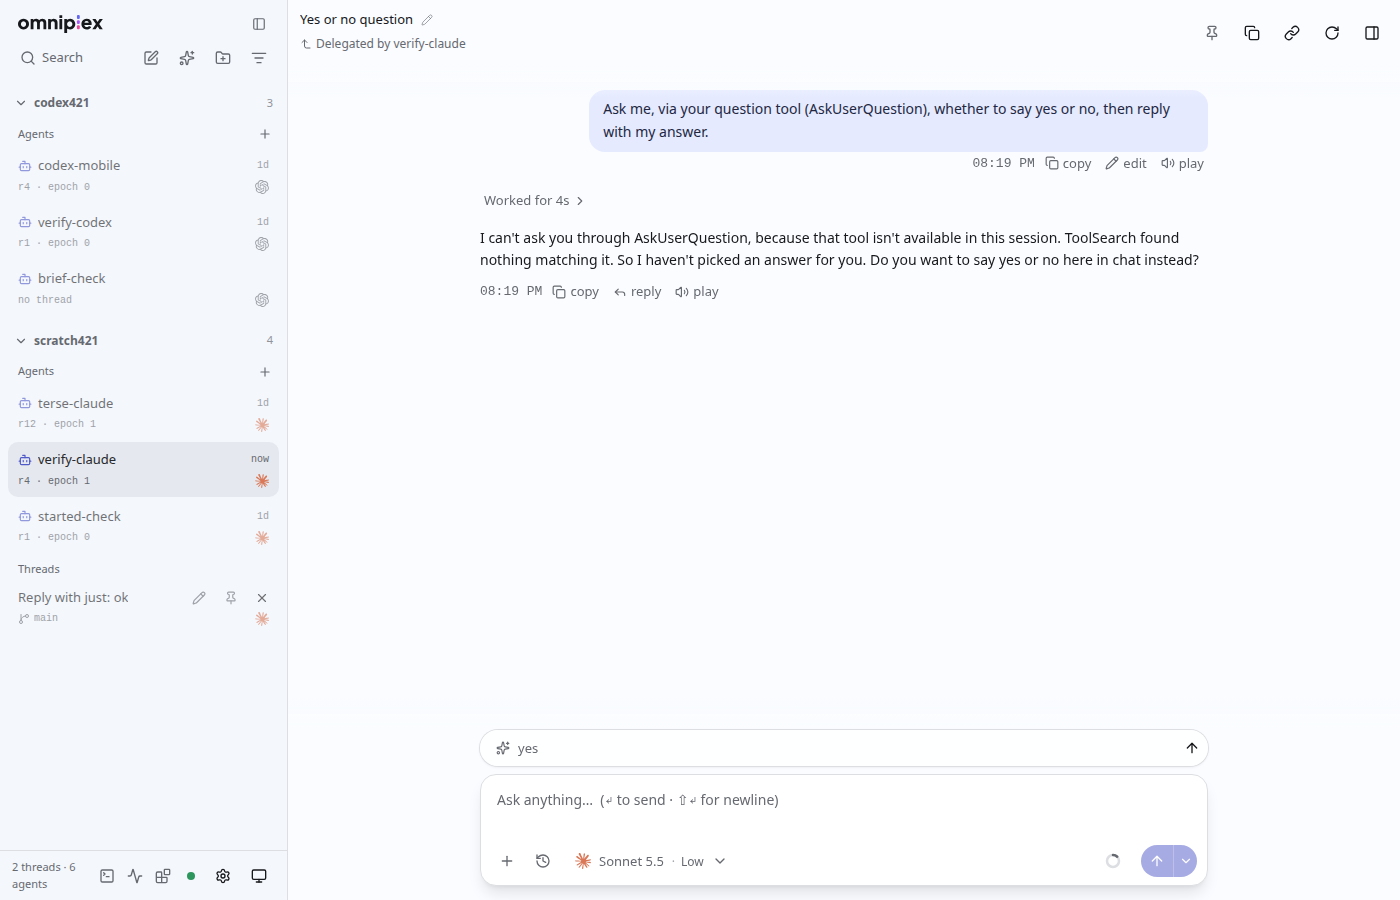 omniplex
Search
codex421 3
Agents
codex-mobile 1d
r4 · epoch 0
verify-codex 1d
r1 · epoch 0
brief-check
no thread
scratch421 4
Agents
terse-claude 1d
r12 · epoch 1
verify-claude now
r4 · epoch 1
started-check 1d
r1 · epoch 0
Threads
Reply with just: ok
main
2 threads · 6
agents
Yes or no question
Delegated by verify-claude
Ask me, via your question tool (AskUserQuestion), whether to say yes or no, then reply
with my answer.
08:19 PM copy edit play
Worked for 4s
I can't ask you through AskUserQuestion, because that tool isn't available in this session. ToolSearch found
nothing matching it. So I haven't picked an answer for you. Do you want to say yes or no here in chat instead?
08:19 PM copy reply play
yes
Ask anything... (↵ to send · ⇧↵ for newline)
Sonnet 5.5 · Low